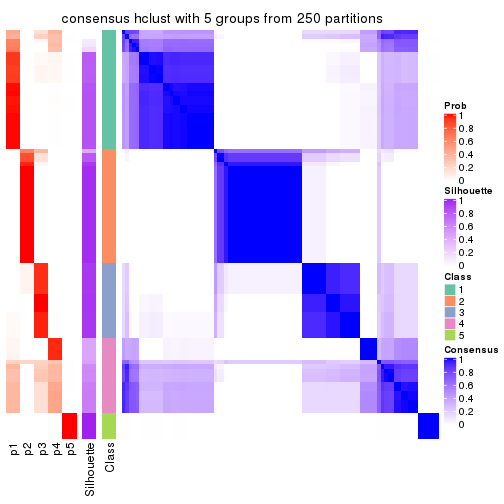 consensus hclust with 5 groups from 250 partitions
Prob
1
0.8
0.6
0.4
0.2
0
Silhouette
1
0.8
0.6
0.4
0.2
0
Class
1
2
3
4
5
Consensus
1
0.8
0.6
0.4
0.2
0
p1
p2
p3
p4
p5
Silhouette
Class